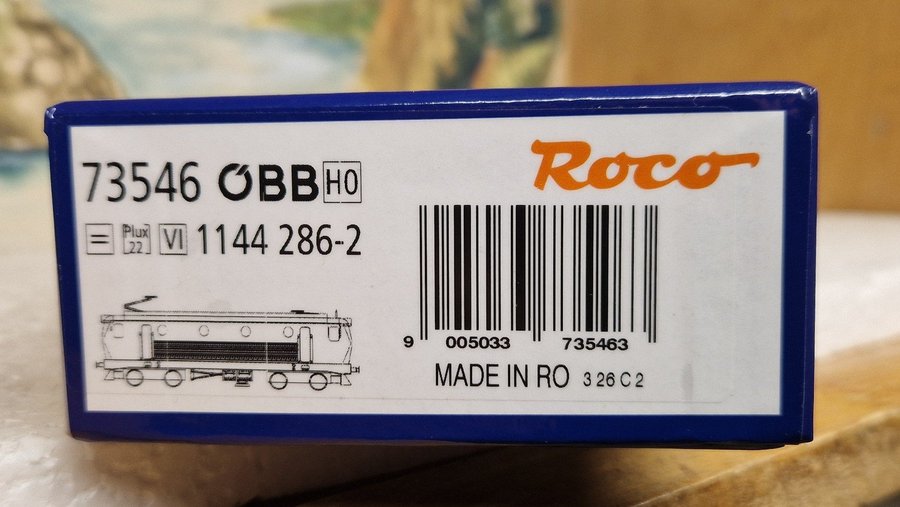 73546 ÖBB H0
Roco
= Plux 22 VI 1144 286-2
9 005033 735463
MADE IN RO 3 26 C 2